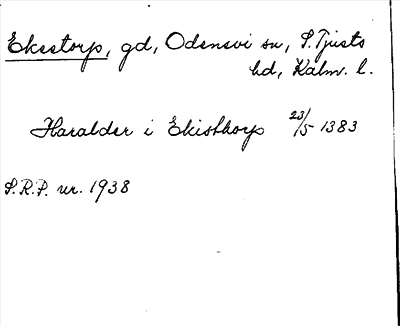 Ekestorp, gd, Odensvi sn, S. Tjusts
hd, Kalm. l.
Haralder i Ekisthorp 23/5 1383
S.R.P. nr. 1938